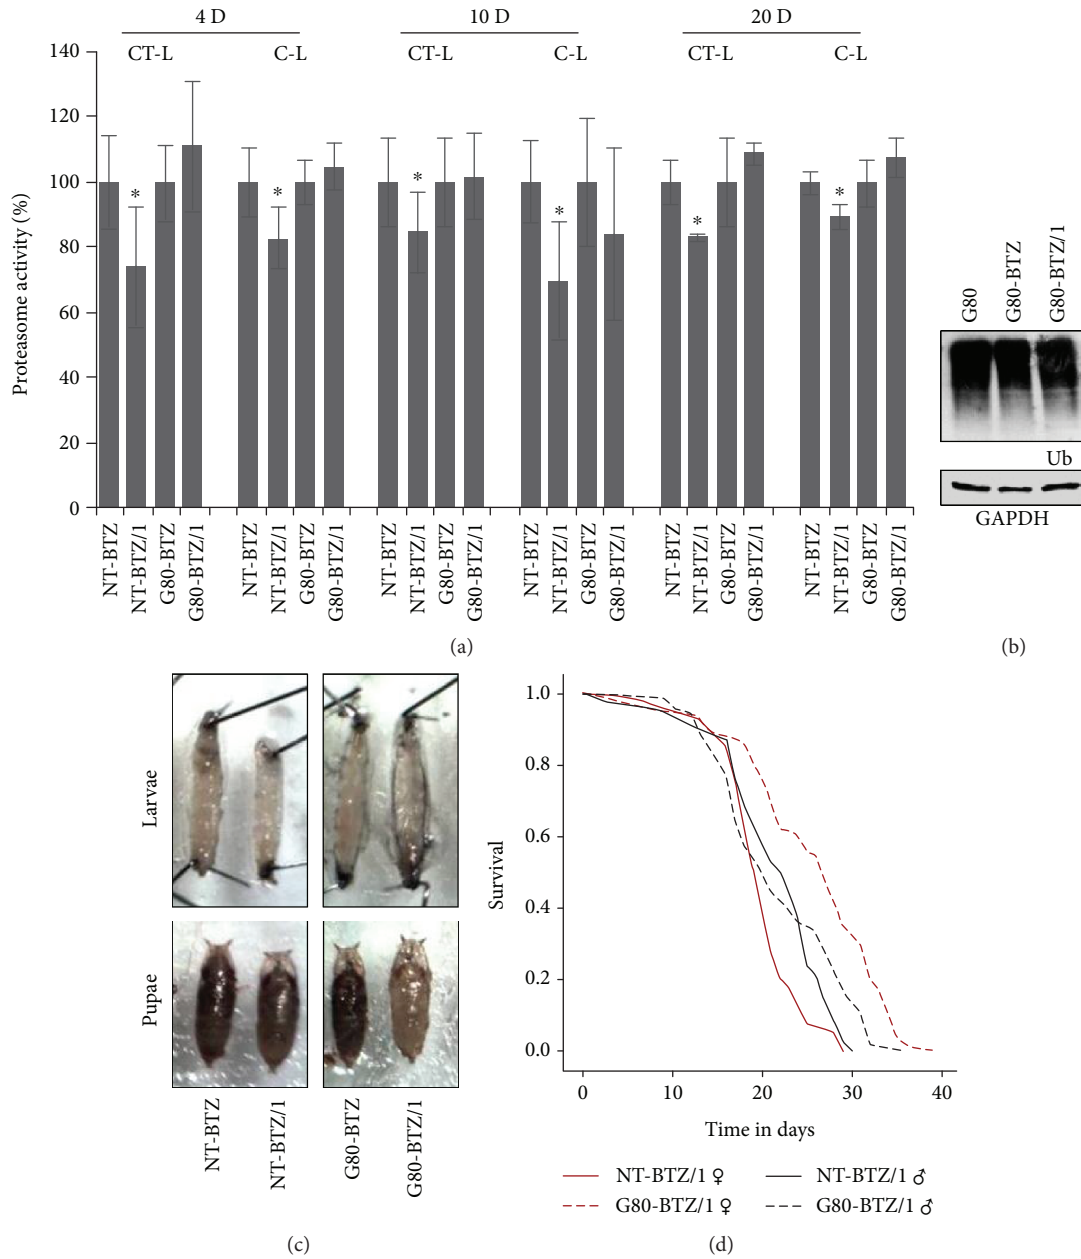 4 D 10 D 20 D
CT-L C-L CT-L C-L CT-L C-L
140
120
100
80
60
40
20
0
Proteasome activity (%)
* * * * * *
NT-BTZ NT-BTZ/1 G80-BTZ G80-BTZ/1 NT-BTZ NT-BTZ/1 G80-BTZ G80-BTZ/1 NT-BTZ NT-BTZ/1 G80-BTZ G80-BTZ/1 NT-BTZ NT-BTZ/1 G80-BTZ G80-BTZ/1 NT-BTZ NT-BTZ/1 G80-BTZ G80-BTZ/1 NT-BTZ NT-BTZ/1 G80-BTZ G80-BTZ/1
(a)
G80 G80-BTZ G80-BTZ/1
Ub
GAPDH
(b)
Larvae
Pupae
NT-BTZ NT-BTZ/1 G80-BTZ G80-BTZ/1
(c)
1.0
0.8
0.6
0.4
0.2
0.0
Survival
0 10 20 30 40
Time in days
NT-BTZ/1 ♀ NT-BTZ/1 ♂
G80-BTZ/1 ♀ G80-BTZ/1 ♂
(d)